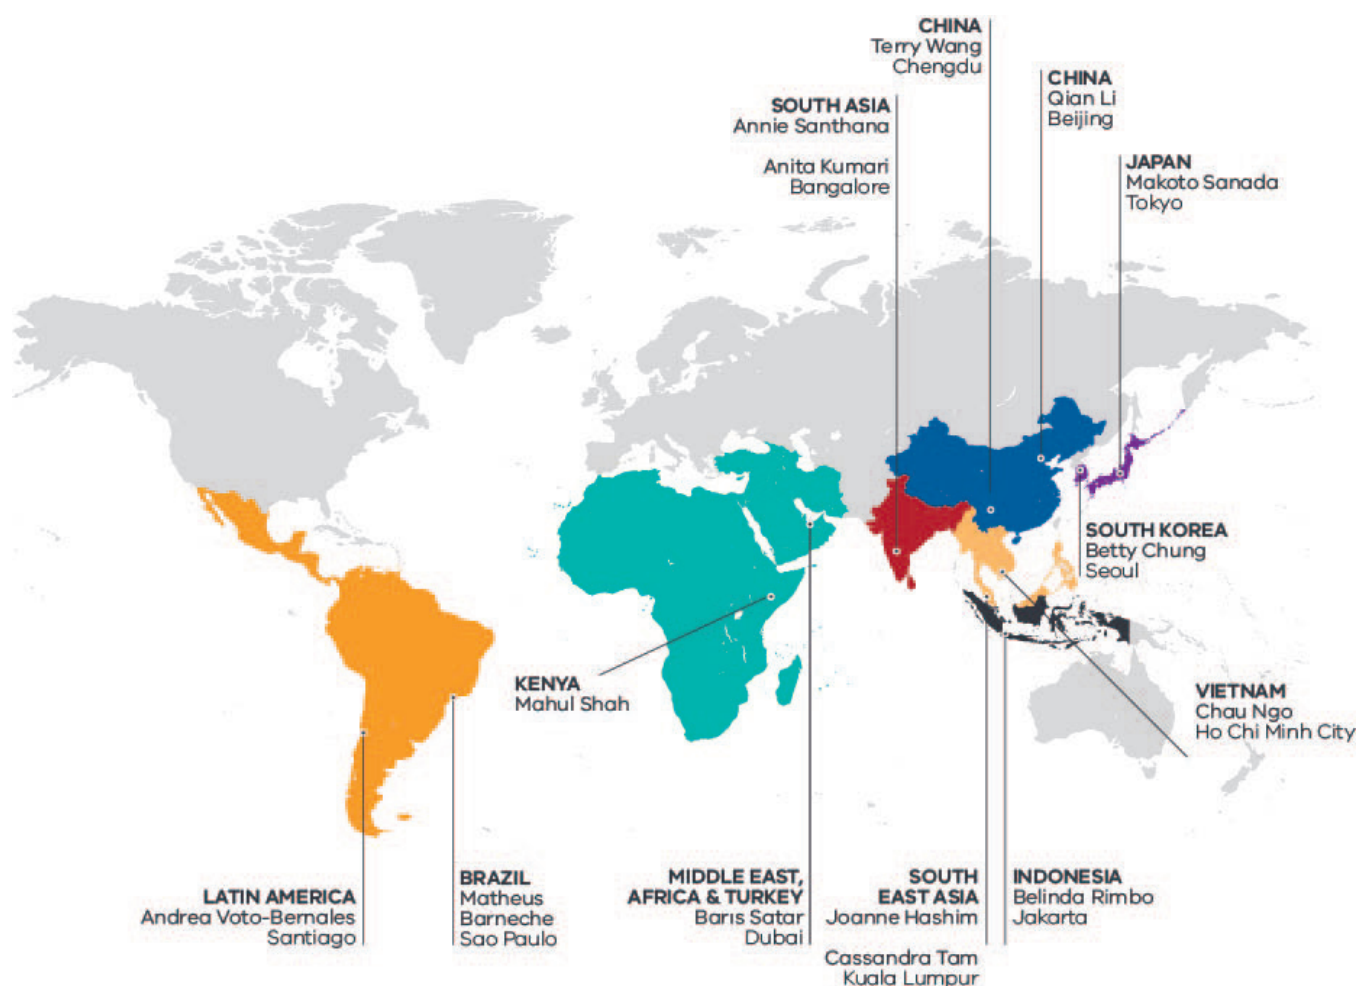 CHINA
Terry Wang
Chengdu
CHINA
Qian Li
Beijing
SOUTH ASIA
Annie Santhana
Anita Kumari
Bangalore
JAPAN
Makoto Sanada
Tokyo
SOUTH KOREA
Betty Chung
Seoul
KENYA
Mahul Shah
VIETNAM
Chau Ngo
Ho Chi Minh City
LATIN AMERICA
Andrea Voto-Bernales
Santiago
BRAZIL
Matheus
Barneche
Sao Paulo
MIDDLE EAST,
AFRICA & TURKEY
Barıs Satar
Dubai
SOUTH
EAST ASIA
Joanne Hashim
Cassandra Tam
Kuala Lumpur
INDONESIA
Belinda Rimbo
Jakarta